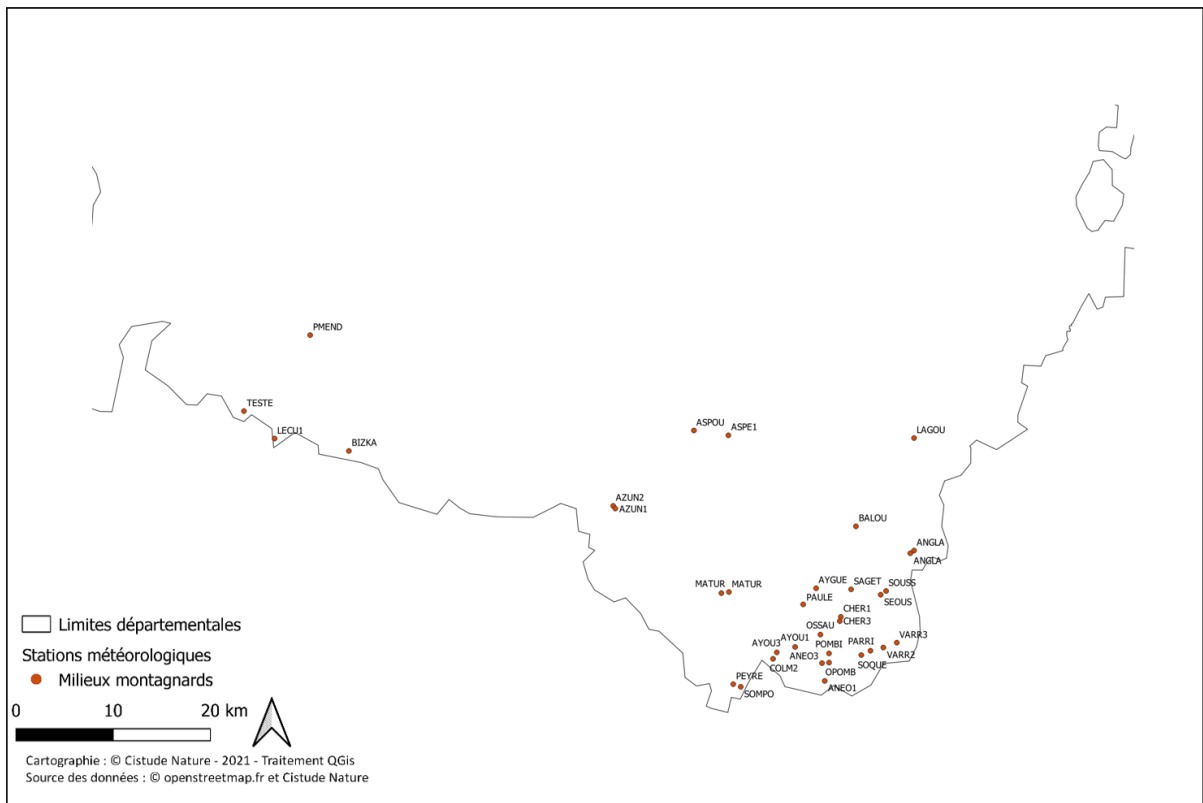 PMEND
TESTE
LECU1
BIZKA
ASPOU
ASPE1
LAGOU
AZUN2
AZUN1
BALOU
ANGLA
ANGLA
MATUR MATUR
AYGUE SAGET SOUSS
SEOUS
PAULE
CHER1
CHER3
OSSAU
AYOU1
AYOU3
POMBI
PARRI
VARR3
VARR2
ANEO3
COLM2
OPOMB
SOQUE
PEYRE
SOMPO
ANEO1
Limites départementales
Stations météorologiques
Milieux montagnards
0 10 20 km
Cartographie : © Cistude Nature - 2021 - Traitement QGis
Source des données : © openstreetmap.fr et Cistude Nature